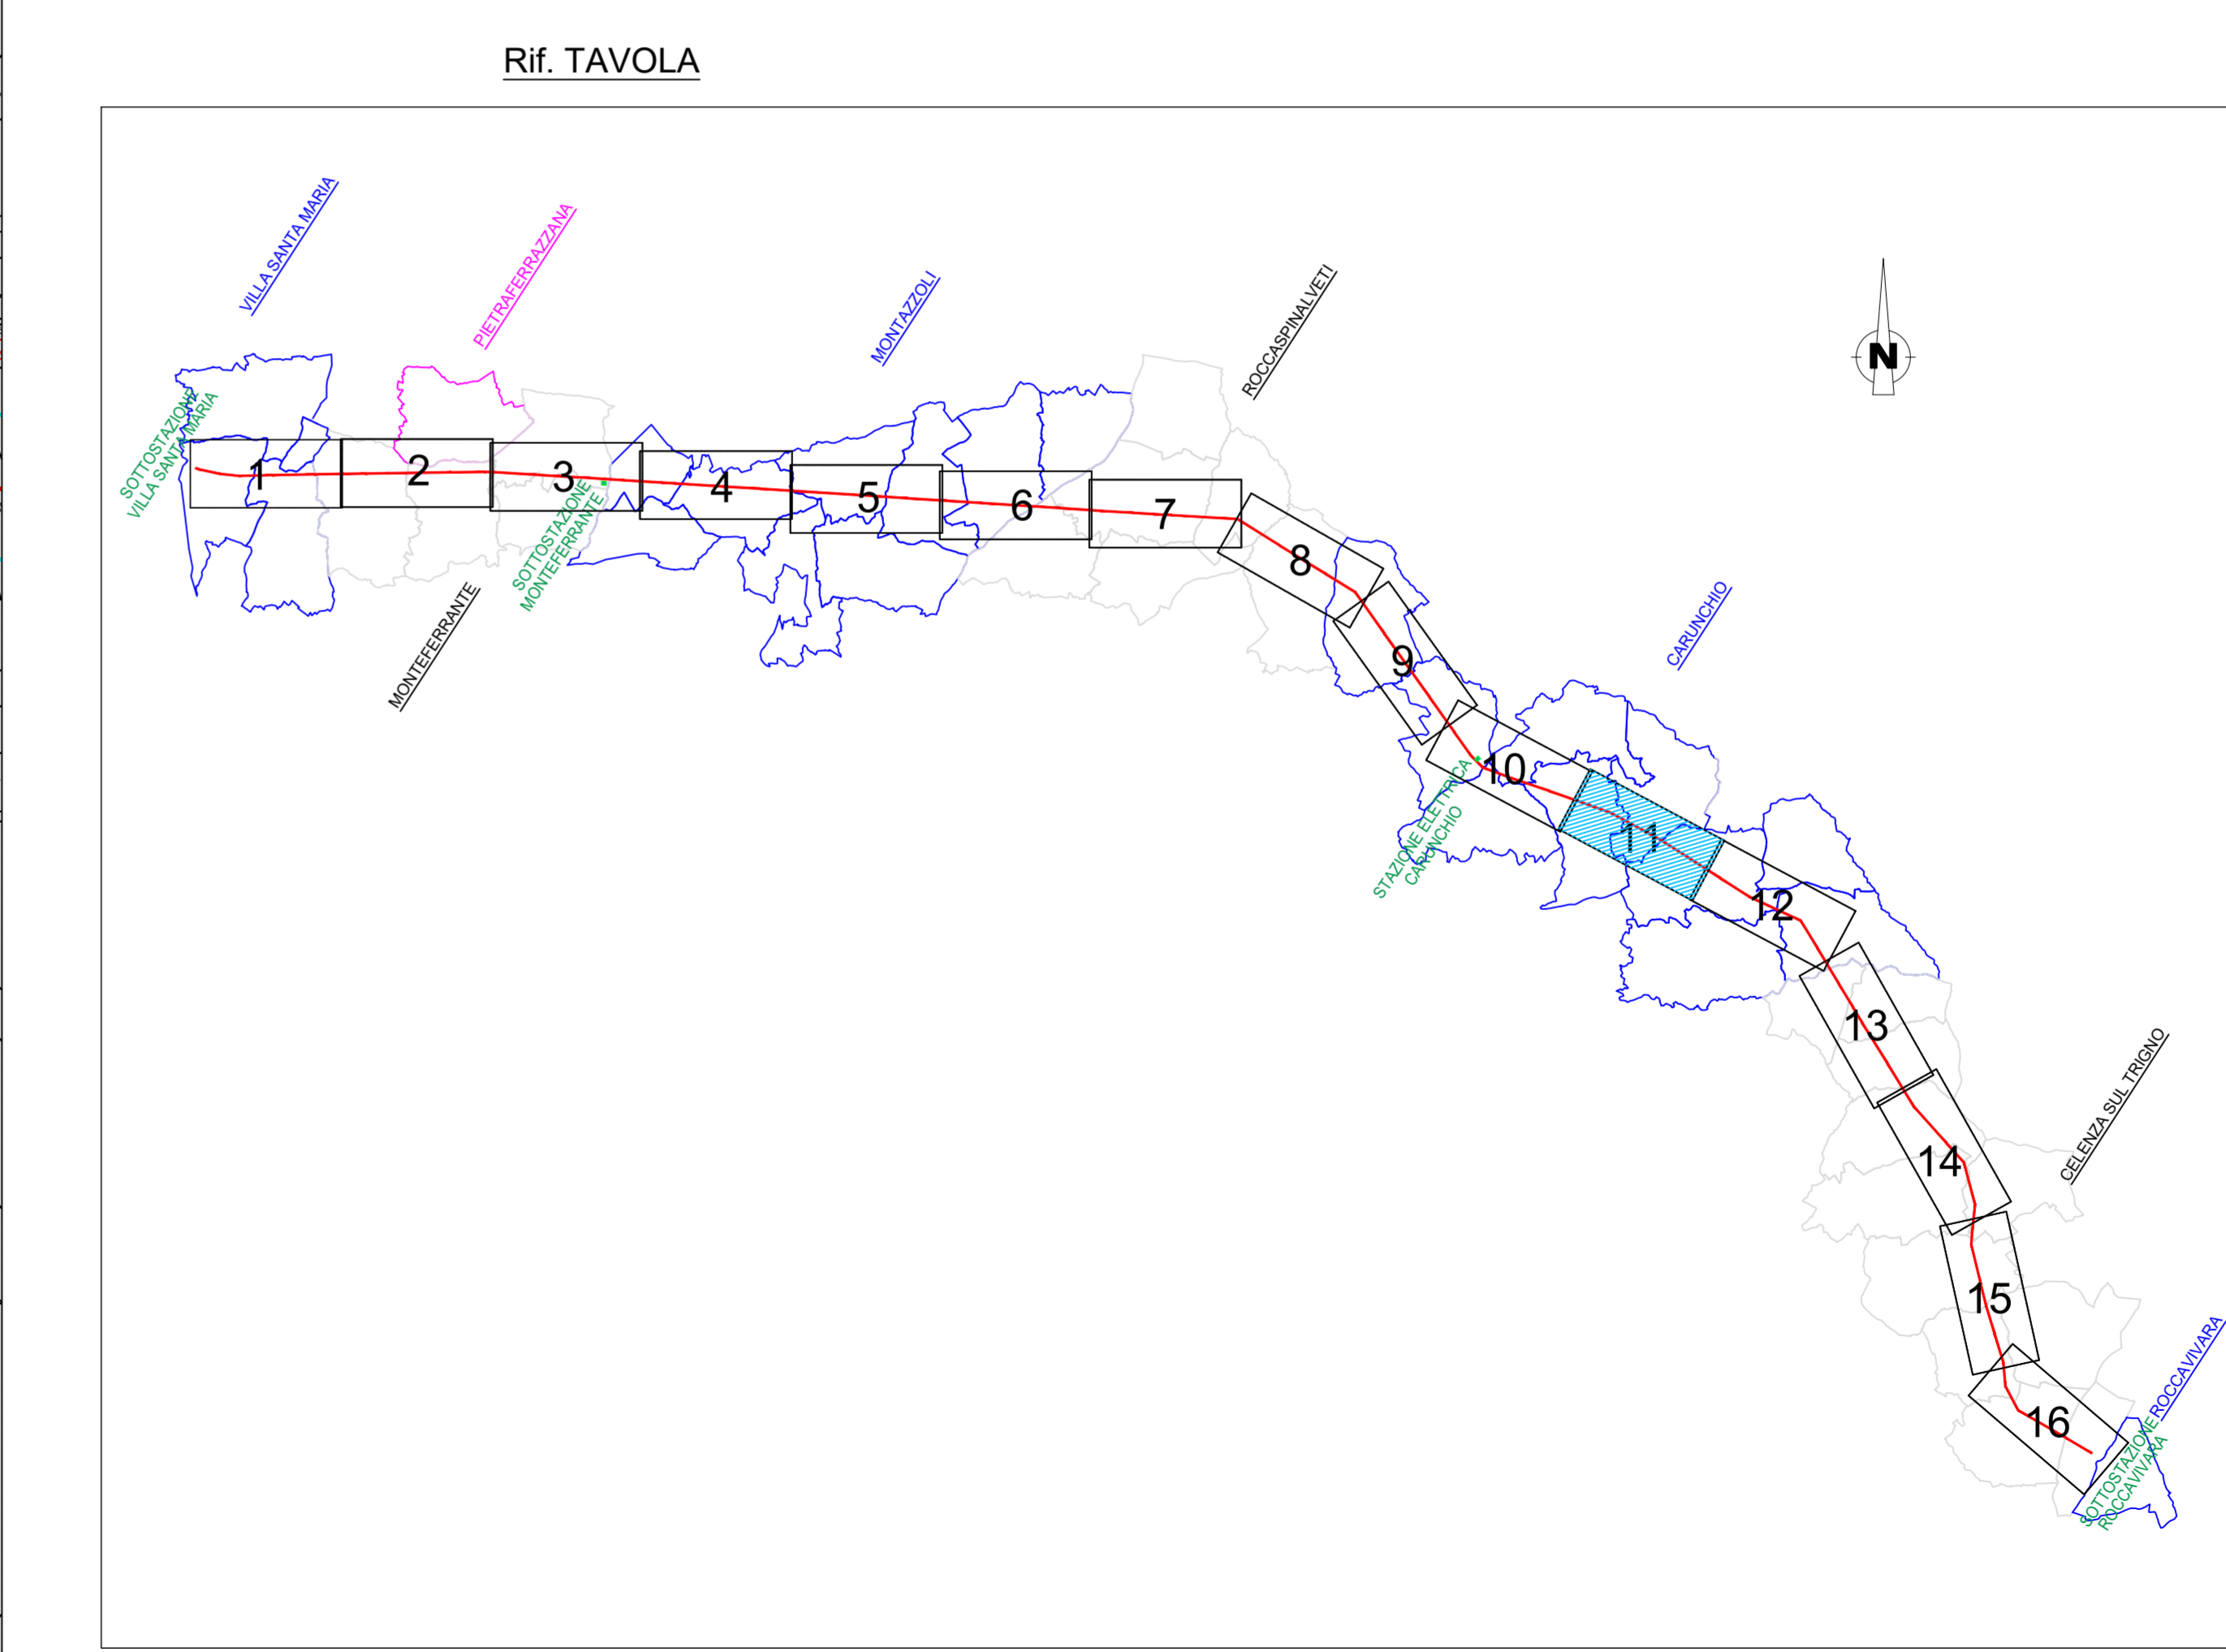 Rif. TAVOLA
VILLA SANTA MARIA
PIETRAFERRAZZANA
MONTAZZOLI
ROCCASPINALVETI
N
SOTTOSTAZIONE
VILLA SANTA MARIA
1
2
3
4
5
6
7
8
SOTTOSTAZIONE
MONTEFERRANTE
MONTEFERRANTE
CARUNCHIO
9
10
STAZIONE ELETTRICA
CARUNCHIO
11
12
13
CELENZA SUL TRIGNO
14
15
ROCCAVIVARA
16
SOTTOSTAZIONE
ROCCAVIVARA